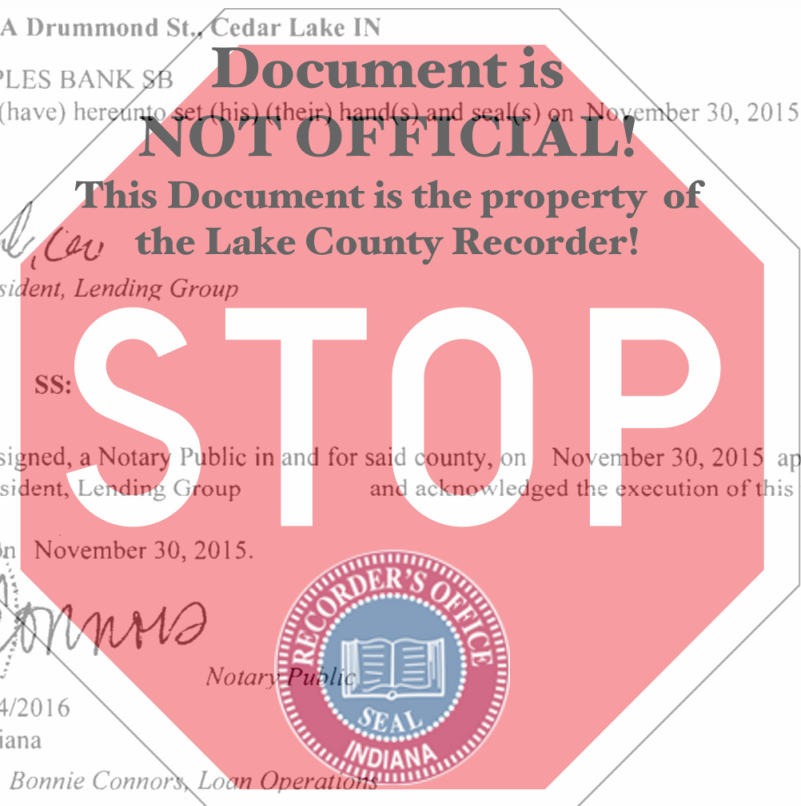 A Drummond St., Cedar Lake IN
Document is
PLES BANK SB
(have) hereunto set (his) (their) hand(s) and seal(s) on November 30, 2015
NOT OFFICIAL!
This Document is the property of
the Lake County Recorder!
sident, Lending Group
STOP
SS:
signed, a Notary Public in and for said county, on November 30, 2015 ap
sident, Lending Group and acknowledged the execution of this
on November 30, 2015.
RECORDER'S OFFICE
Connors
Notary Public
SEAL
4/2016
iana
INDIANA
Bonnie Connors, Loan Operations